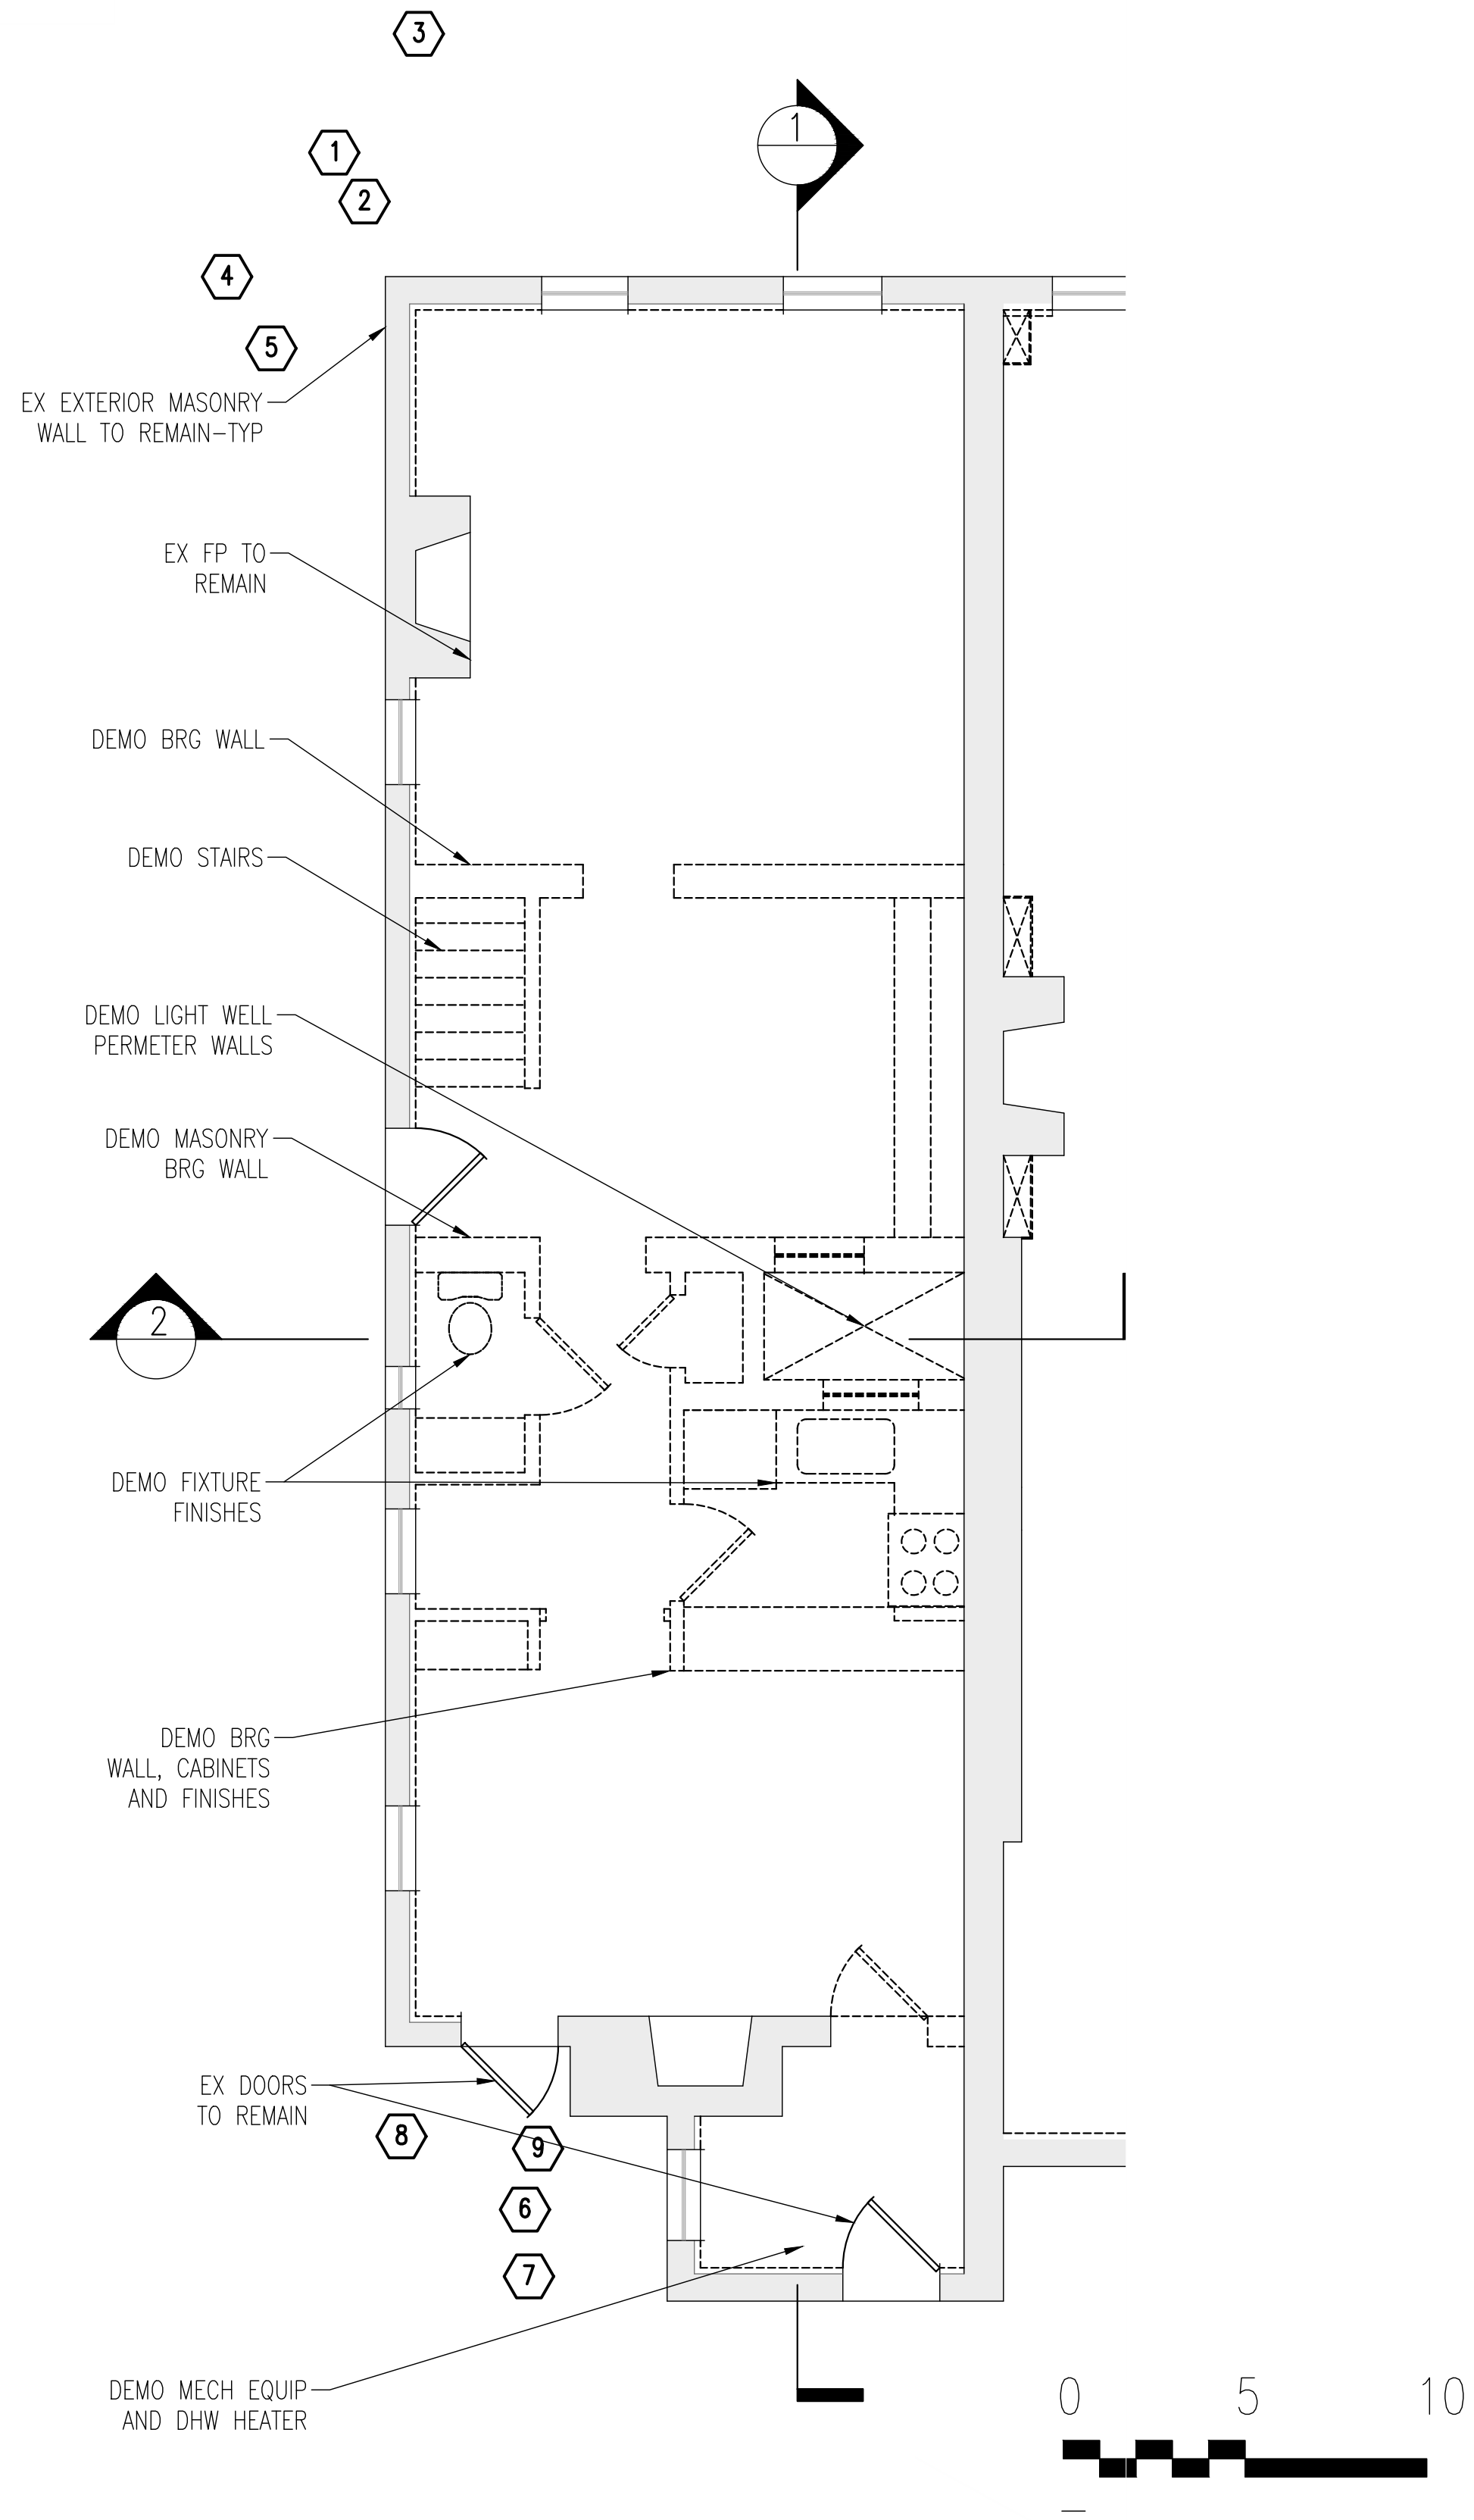 3
1
1
2
4
5
EX EXTERIOR MASONRY
WALL TO REMAIN-TYP
EX FP TO
REMAIN
DEMO BRG WALL
DEMO STAIRS
DEMO LIGHT WELL
PERMETER WALLS
DEMO MASONRY
BRG WALL
2
DEMO FIXTURE
FINISHES
DEMO BRG
WALL, CABINETS
AND FINISHES
EX DOORS
TO REMAIN
8
9
6
7
DEMO MECH EQUIP
AND DHW HEATER
0 5 10